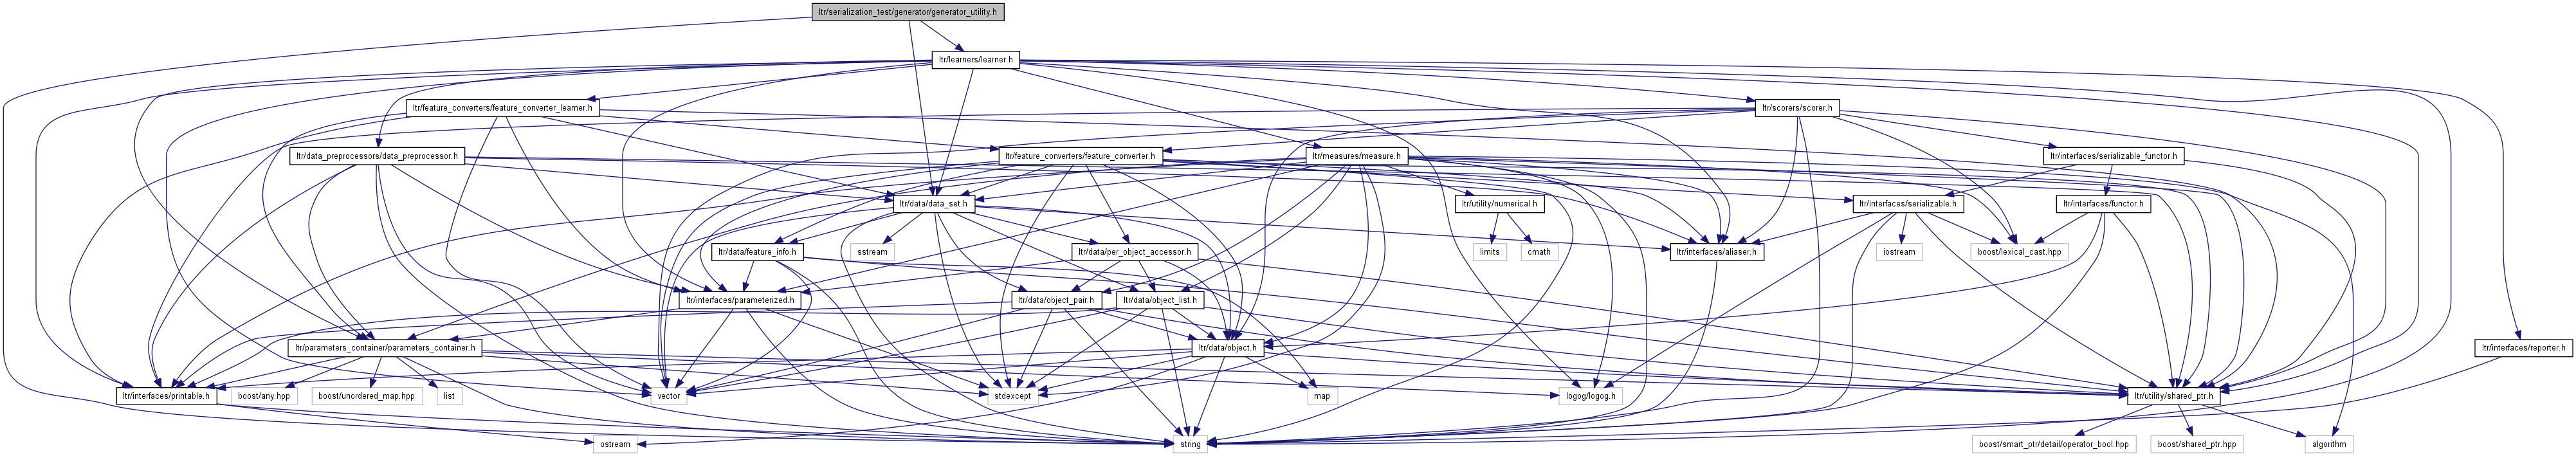 ltr/serialization_test/generator/generator_utility.h
ltr/learners/learner.h
ltr/feature_converters/feature_converter_learner.h
ltr/scorers/scorer.h
ltr/data_preprocessors/data_preprocessor.h
ltr/feature_converters/feature_converter.h
ltr/measures/measure.h
ltr/interfaces/serializable_functor.h
ltr/data/data_set.h
ltr/utility/numerical.h
ltr/interfaces/serializable.h
ltr/interfaces/functor.h
ltr/data/feature_info.h
sstream
ltr/data/per_object_accessor.h
limits
cmath
ltr/interfaces/aliaser.h
iostream
boost/lexical_cast.hpp
ltr/interfaces/parameterized.h
ltr/data/object_pair.h
ltr/data/object_list.h
ltr/parameters_container/parameters_container.h
ltr/data/object.h
ltr/interfaces/reporter.h
ltr/interfaces/printable.h
boost/any.hpp
boost/unordered_map.hpp
list
vector
stdexcept
map
logog/logog.h
ltr/utility/shared_ptr.h
ostream
string
boost/smart_ptr/detail/operator_bool.hpp
boost/shared_ptr.hpp
algorithm